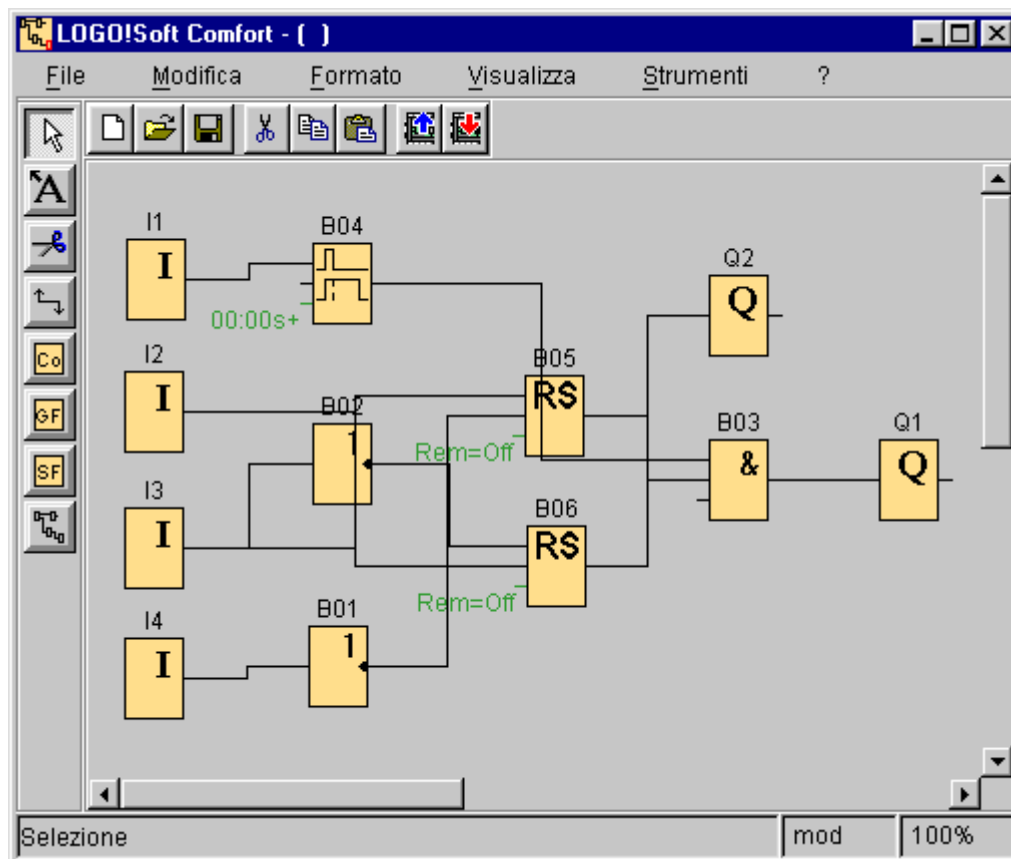 LOGO!Soft Comfort - ( )
File Modifica Formato Visualizza Strumenti ?
A
Co
GF
SF
I1
I
B04
00:00s+
Q2
Q
I2
I
B02
1
B05
RS
Rem=Off
B03
&
Q1
Q
I3
I
B06
RS
Rem=Off
I4
I
B01
1
Selezione mod 100%